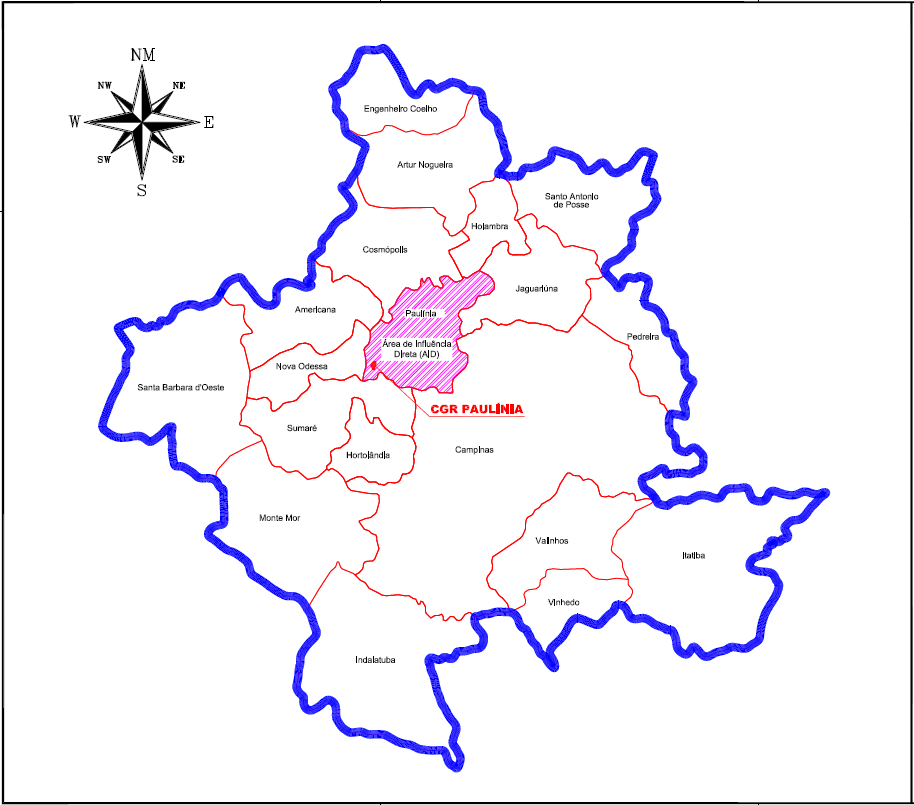 NM
NW
NE
W
E
SW
SE
S
Engenheiro Coelho
Artur Nogueira
Santo Antonio
de Posse
Holambra
Cosmópolis
Jaguariúna
Americana
Paulínia
Pedreira
Área de Influência
Direta (AID)
Nova Odessa
Santa Barbara d'Oeste
CGR PAULÍNIA
Sumaré
Hortolândia
Campinas
Monte Mor
Valinhos
Itatiba
Vinhedo
Indaiatuba